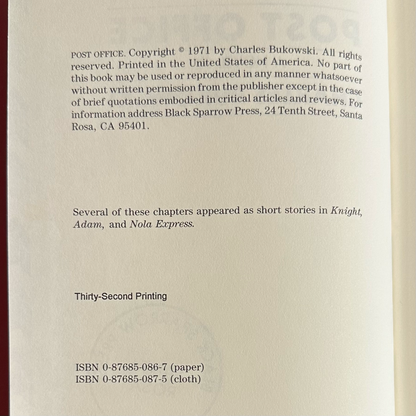 POST OFFICE. Copyright © 1971 by Charles Bukowski. All rights
reserved. Printed in the United States of America. No part of
this book may be used or reproduced in any manner whatsoever
without written permission from the publisher except in the case
of brief quotations embodied in critical articles and reviews. For
information address Black Sparrow Press, 24 Tenth Street, Santa
Rosa, CA 95401.
Several of these chapters appeared as short stories in Knight,
Adam, and Nola Express.
Thirty-Second Printing
ISBN 0-87685-086-7 (paper)
ISBN 0-87685-087-5 (cloth)